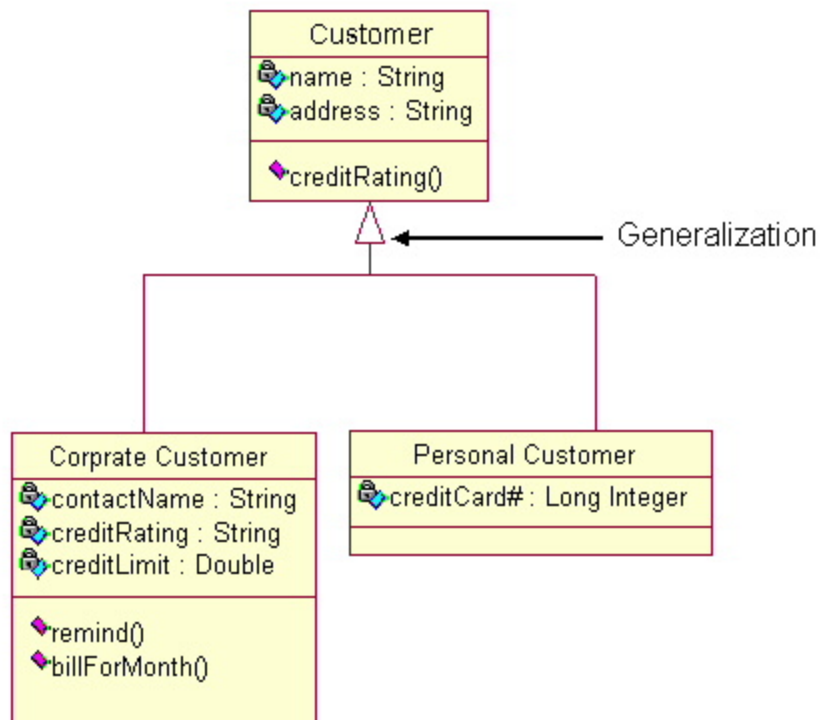 Customer
name : String
address : String
creditRating()
Generalization
Corprate Customer
contactName : String
creditRating : String
creditLimit : Double
remind()
billForMonth()
Personal Customer
creditCard# : Long Integer